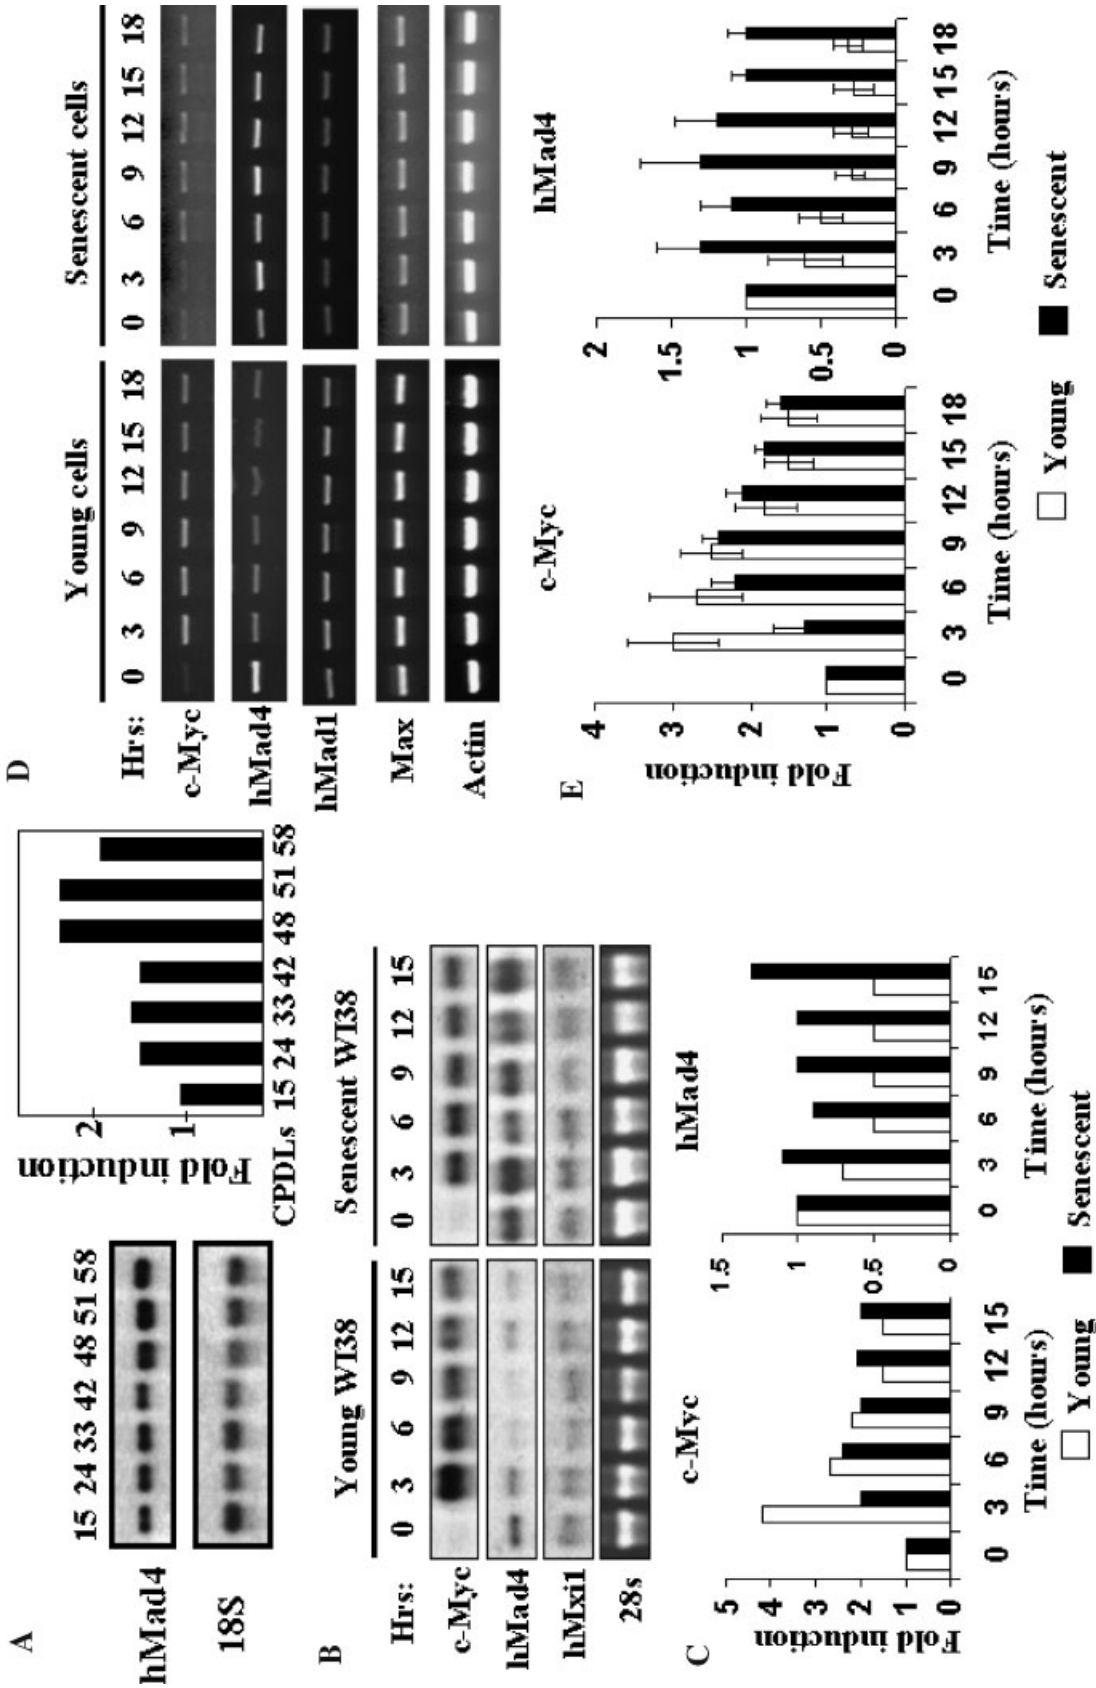 A
15 24 33 42 48 51 58
hMad4
18S
Fold induction
2
1
CPDLs 15 24 33 42 48 51 58
B
Young WI38
Senescent WI38
Hrs: 0 3 6 9 12 15 0 3 6 9 12 15
c-Myc
hMad4
hMxi1
28s
C
c-Myc
Fold induction
5
4
3
2
1
0
0 3 6 9 12 15
Time (hours)
hMad4
1.5
1
0.5
0
0 3 6 9 12 15
Time (hours)
Young
Senescent
D
Young cells
Senescent cells
Hrs: 0 3 6 9 12 15 18 0 3 6 9 12 15 18
c-Myc
hMad4
hMad1
Max
Actin
E
c-Myc
Fold induction
4
3
2
1
0
0 3 6 9 12 15 18
Time (hours)
hMad4
2
1.5
1
0.5
0
0 3 6 9 12 15 18
Time (hours)
Young
Senescent